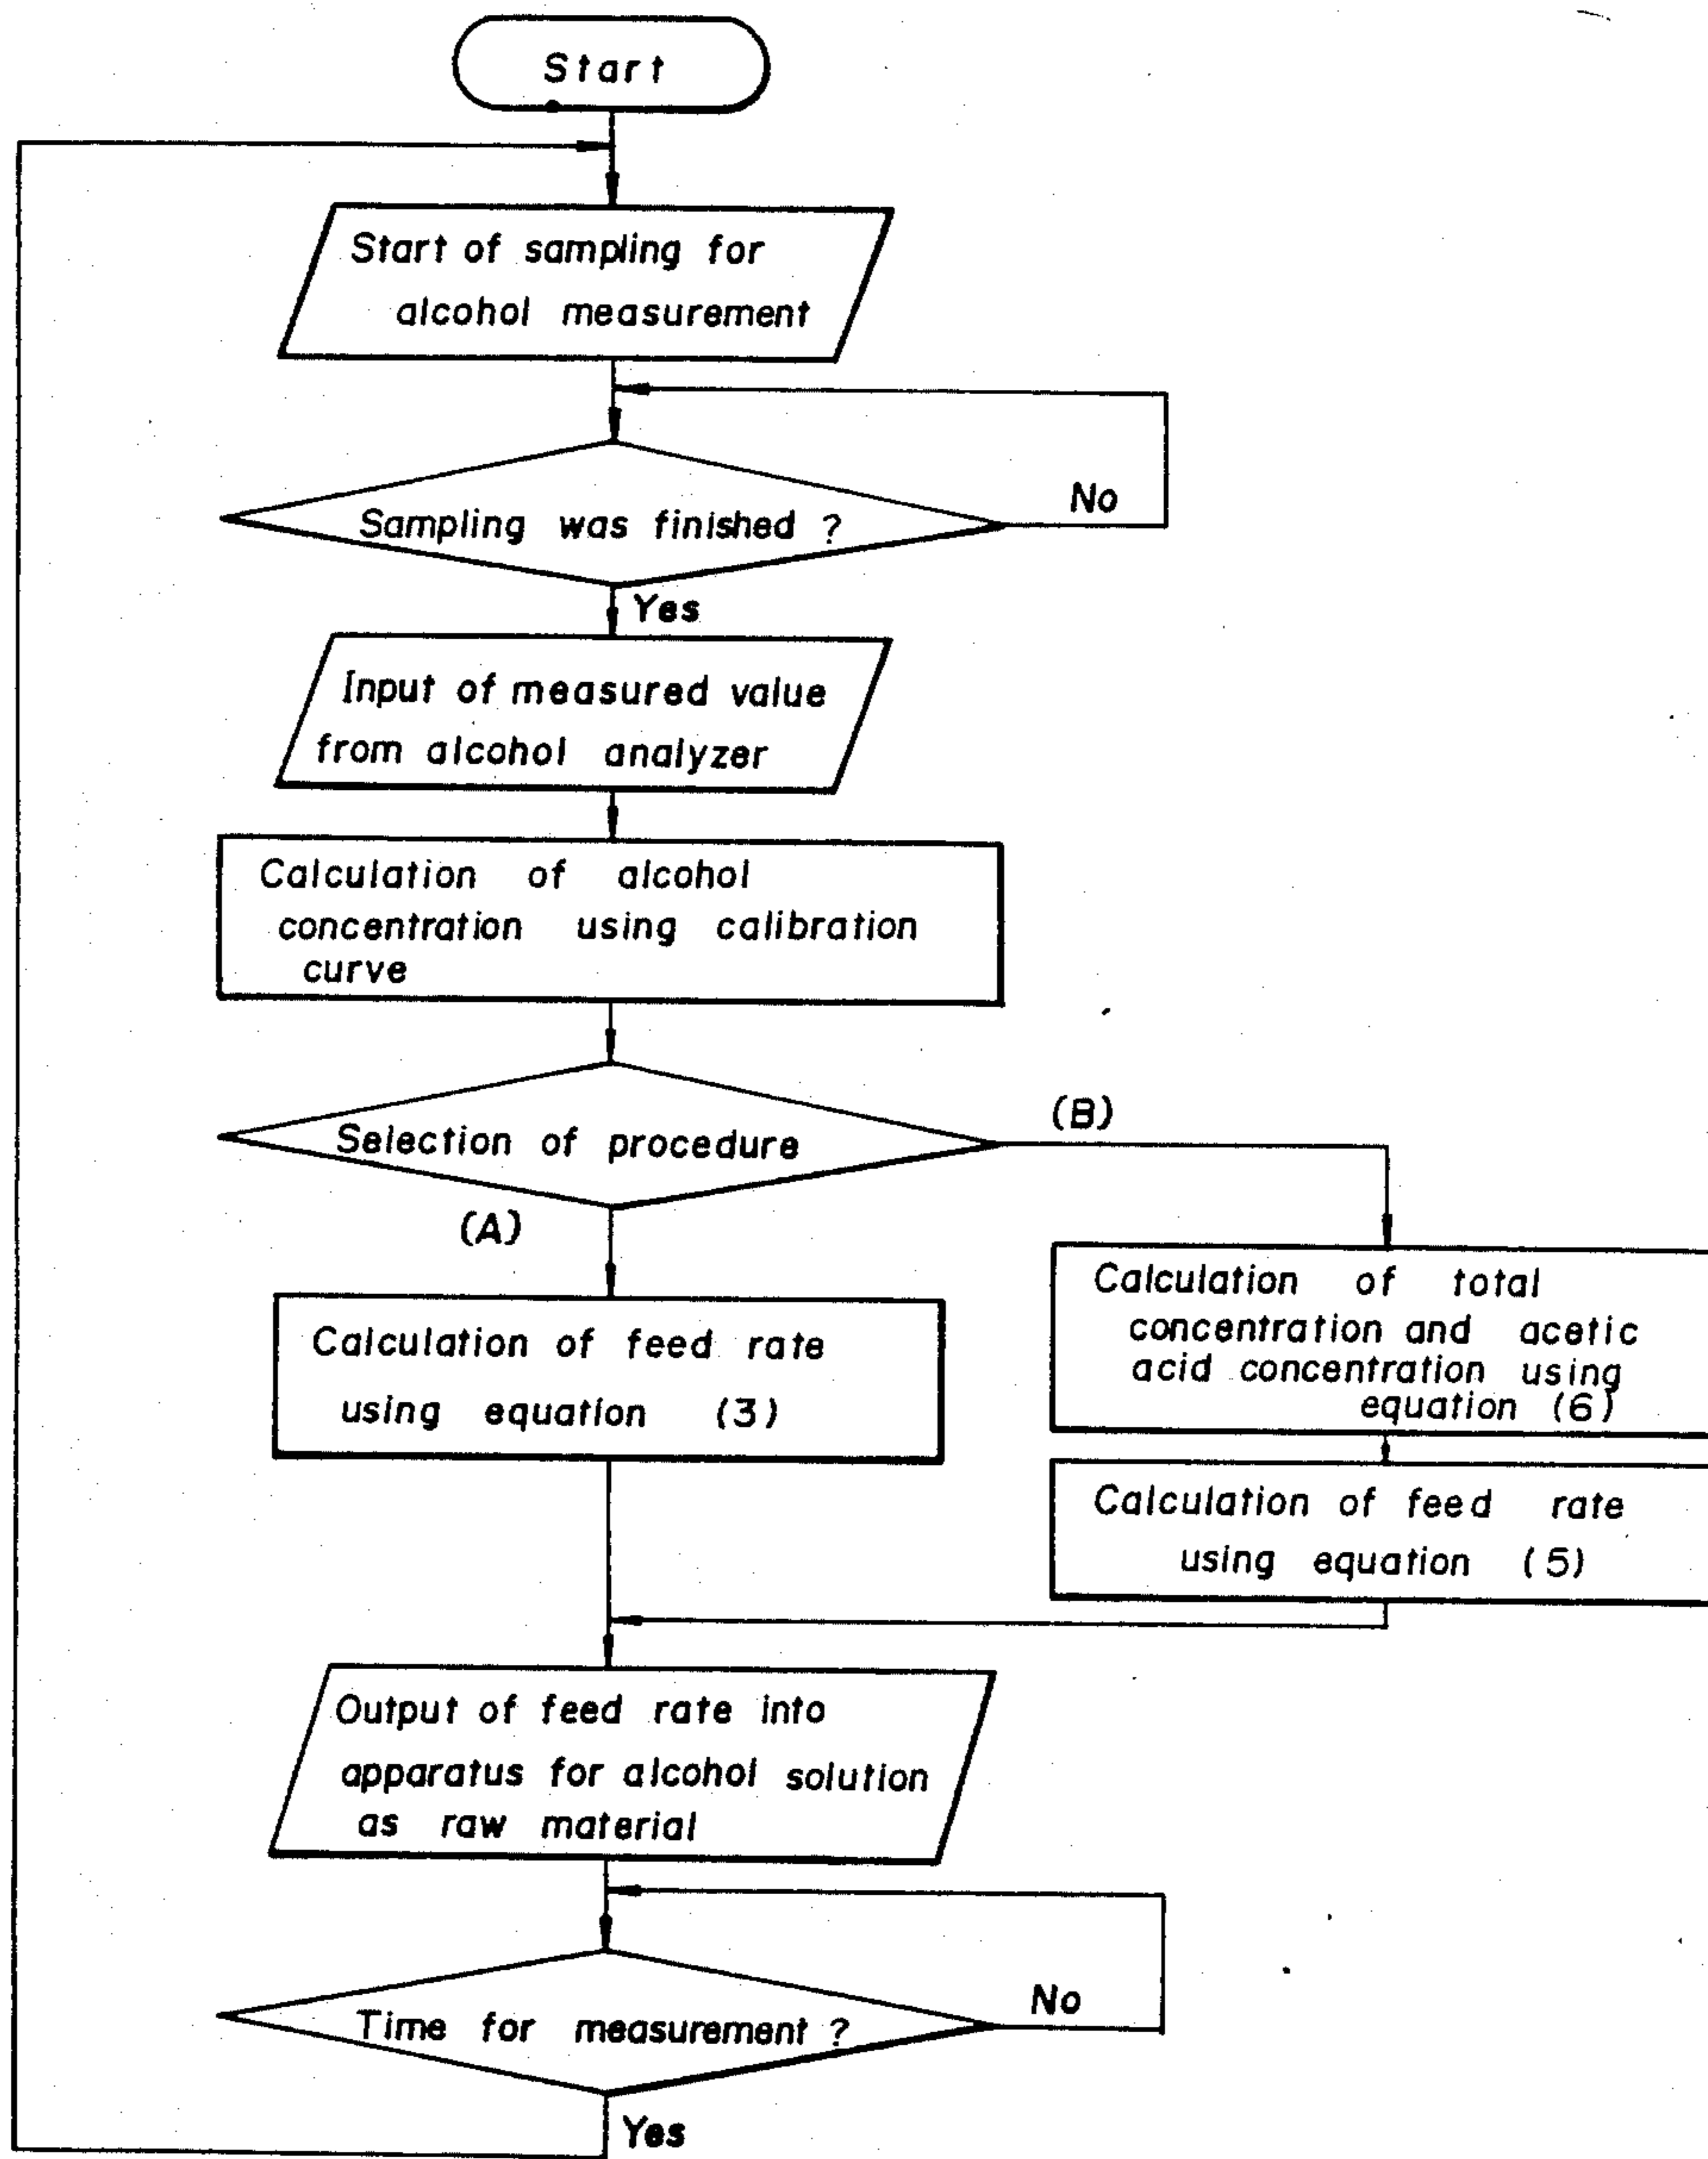 Start
Start of sampling for
alcohol measurement
No
Sampling was finished ?
Yes
Input of measured value
from alcohol analyzer
Calculation of alcohol
concentration using calibration
curve
Selection of procedure
(B)
(A)
Calculation of feed rate
using equation (3)
Calculation of total
concentration and acetic
acid concentration using
equation (6)
Calculation of feed rate
using equation (5)
Output of feed rate into
apparatus for alcohol solution
as raw material
No
Time for measurement ?
Yes